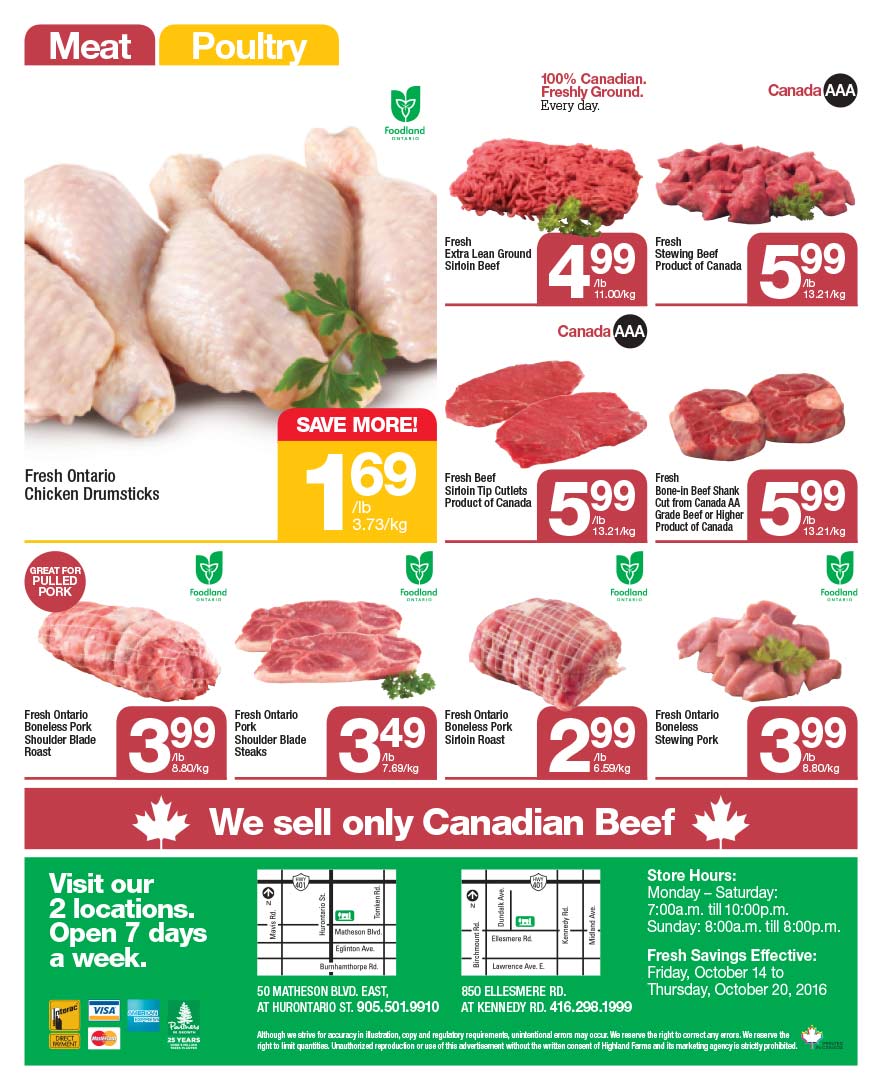 Meat
Poultry
Foodland
ONTARIO
Fresh Ontario
Chicken Drumsticks
SAVE MORE!
1 69
/lb
3.73/kg
100% Canadian.
Freshly Ground.
Every day.
Fresh
Extra Lean Ground
Sirloin Beef
4 99
/lb
11.00/kg
Canada AAA
Fresh
Stewing Beef
Product of Canada
5 99
/lb
13.21/kg
Canada AAA
Fresh Beef
Sirloin Tip Cutlets
Product of Canada
5 99
/lb
13.21/kg
Fresh
Bone-in Beef Shank
Cut from Canada AA
Grade Beef or Higher
Product of Canada
5 99
/lb
13.21/kg
GREAT FOR
PULLED
PORK
Foodland
ONTARIO
Fresh Ontario
Boneless Pork
Shoulder Blade
Roast
3 99
/lb
8.80/kg
Foodland
ONTARIO
Fresh Ontario
Pork
Shoulder Blade
Steaks
3 49
/lb
7.69/kg
Foodland
ONTARIO
Fresh Ontario
Boneless Pork
Sirloin Roast
2 99
/lb
6.59/kg
Foodland
ONTARIO
Fresh Ontario
Boneless
Stewing Pork
3 99
/lb
8.80/kg
We sell only Canadian Beef
Visit our
2 locations.
Open 7 days
a week.
Interac
DIRECT
PAYMENT
VISA
MasterCard
AMERICAN
EXPRESS
Partners
IN GROWTH
25 YEARS
HWY
401
N
Mavis Rd.
Hurontario St.
Tomken Rd.
Matheson Blvd.
Eglinton Ave.
Burnhamthorpe Rd.
50 MATHESON BLVD. EAST,
AT HURONTARIO ST. 905.501.9910
HWY
401
N
Birchmount Rd.
Dundalk Ave.
Kennedy Rd.
Midland Ave.
Ellesmere Rd.
Lawrence Ave. E.
850 ELLESMERE RD.
AT KENNEDY RD. 416.298.1999
Store Hours:
Monday – Saturday:
7:00a.m. till 10:00p.m.
Sunday: 8:00a.m. till 8:00p.m.
Fresh Savings Effective:
Friday, October 14 to
Thursday, October 20, 2016
Although we strive for accuracy in illustration, copy and regulatory requirements, unintentional errors may occur. We reserve the right to correct any errors. We reserve the
right to limit quantities. Unauthorized reproduction or use of this advertisement without the written consent of Highland Farms and its marketing agency is strictly prohibited.